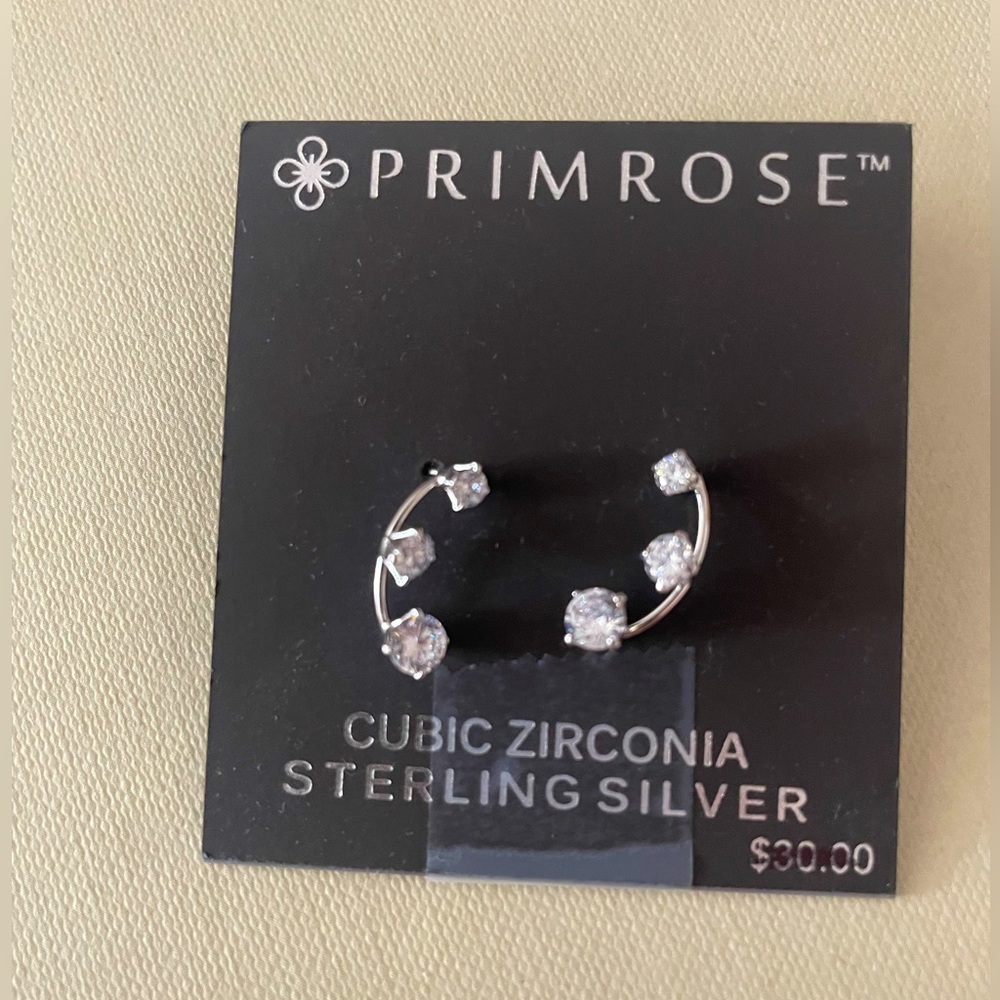 PRIMROSE™
CUBIC ZIRCONIA
STERLING SILVER
$30.00